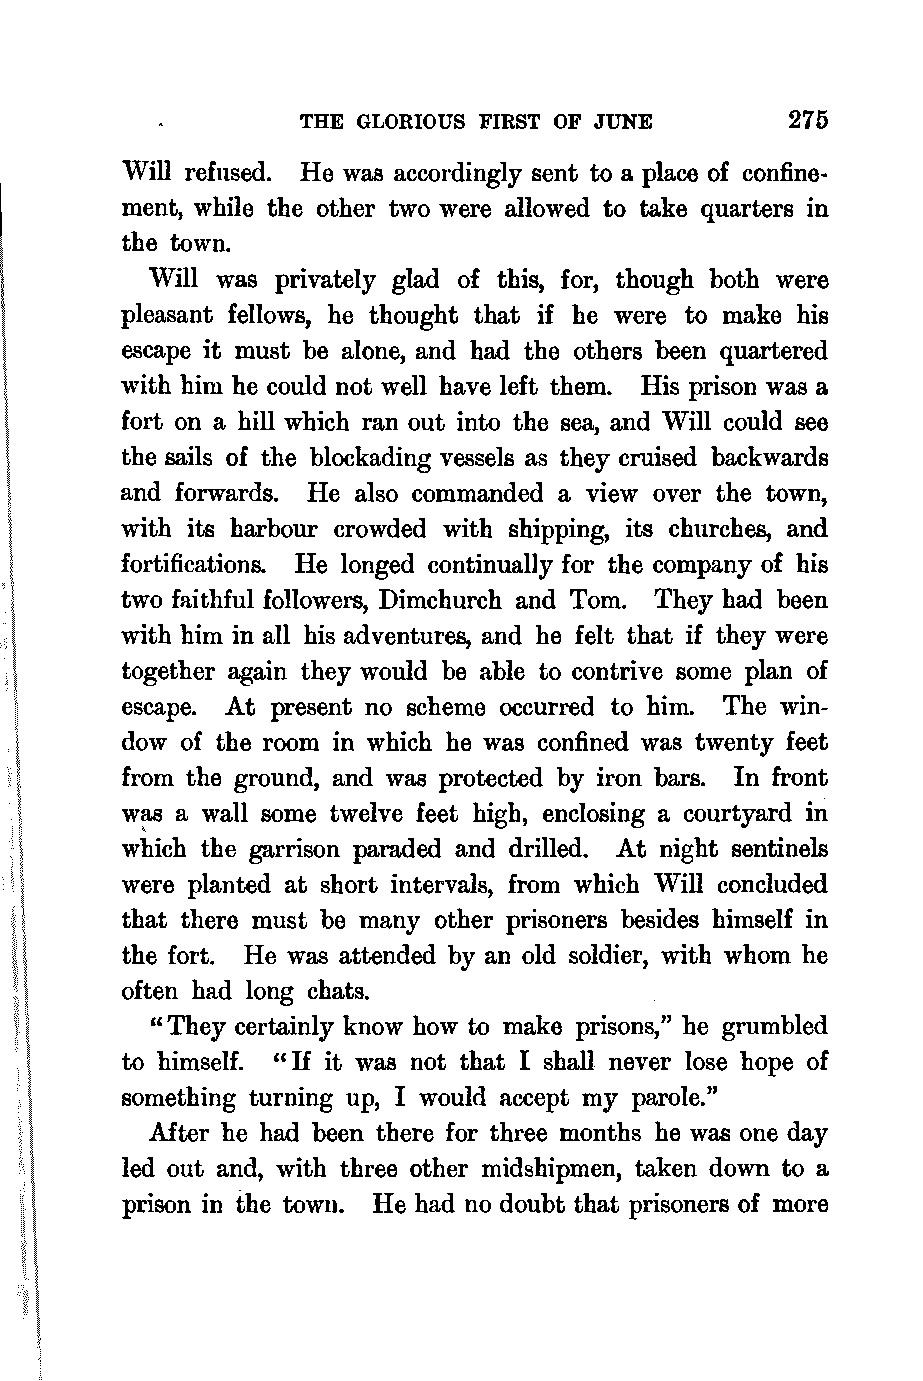 THE GLORIOUS FIRST OF JUNE 275
Will refused. He was accordingly sent to a place of confine-
ment, while the other two were allowed to take quarters in
the town.
Will was privately glad of this, for, though both were
pleasant fellows, he thought that if he were to make his
escape it must be alone, and had the others been quartered
with him he could not well have left them. His prison was a
fort on a hill which ran out into the sea, and Will could see
the sails of the blockading vessels as they cruised backwards
and forwards. He also commanded a view over the town,
with its harbour crowded with shipping, its churches, and
fortifications. He longed continually for the company of his
two faithful followers, Dimchurch and Tom. They had been
with him in all his adventures, and he felt that if they were
together again they would be able to contrive some plan of
escape. At present no scheme occurred to him. The win-
dow of the room in which he was confined was twenty feet
from the ground, and was protected by iron bars. In front
was a wall some twelve feet high, enclosing a courtyard in
which the garrison paraded and drilled. At night sentinels
were planted at short intervals, from which Will concluded
that there must be many other prisoners besides himself in
the fort. He was attended by an old soldier, with whom he
often had long chats.
"They certainly know how to make prisons," he grumbled
to himself. "If it was not that I shall never lose hope of
something turning up, I would accept my parole."
After he had been there for three months he was one day
led out and, with three other midshipmen, taken down to a
prison in the town. He had no doubt that prisoners of more